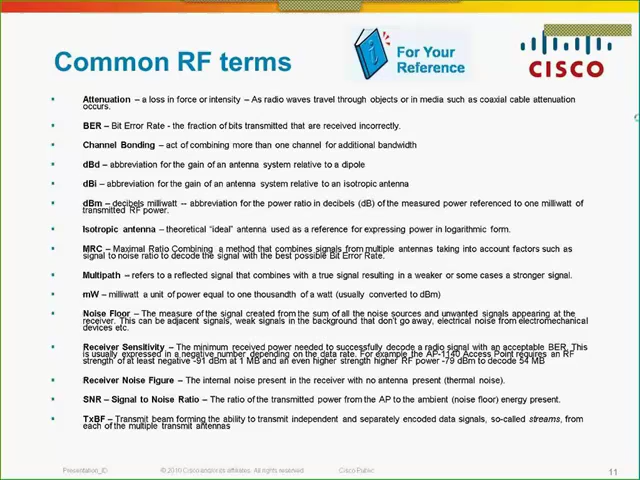 Common RF terms
For Your
Reference
CISCO
Attenuation – a loss in force or intensity – As radio waves travel through objects or in media such as coaxial cable attenuation
occurs.
BER – Bit Error Rate - the fraction of bits transmitted that are received incorrectly.
Channel Bonding – act of combining more than one channel for additional bandwidth
dBd – abbreviation for the gain of an antenna system relative to a dipole
dBi – abbreviation for the gain of an antenna system relative to an isotropic antenna
dBm – decibels milliwatt -- abbreviation for the power ratio in decibels (dB) of the measured power referenced to one milliwatt of
transmitted RF power.
Isotropic antenna – theoretical "ideal" antenna used as a reference for expressing power in logarithmic form.
MRC – Maximal Ratio Combining a method that combines signals from multiple antennas taking into account factors such as
signal to noise ratio to decode the signal with the best possible Bit Error Rate.
Multipath – refers to a reflected signal that combines with a true signal resulting in a weaker or some cases a stronger signal.
mW – milliwatt a unit of power equal to one thousandth of a watt (usually converted to dBm)
Noise Floor – The measure of the signal created from the sum of all the noise sources and unwanted signals appearing at the
receiver. This can be adjacent signals, weak signals in the background that don't go away, electrical noise from electromechanical
devices etc.
Receiver Sensitivity – The minimum received power needed to successfully decode a radio signal with an acceptable BER. This
is usually expressed in a negative number depending on the data rate. For example the AP-1140 Access Point requires an RF
strength of at least negative -91 dBm at 1 MB and an even higher strength higher RF power -79 dBm to decode 54 MB
Receiver Noise Figure – The internal noise present in the receiver with no antenna present (thermal noise).
SNR – Signal to Noise Ratio – The ratio of the transmitted power from the AP to the ambient (noise floor) energy present.
TxBF – Transmit beam forming the ability to transmit independent and separately encoded data signals, so-called streams, from
each of the multiple transmit antennas
Presentation_ID © 2010 Cisco and/or its affiliates. All rights reserved. Cisco Public 11